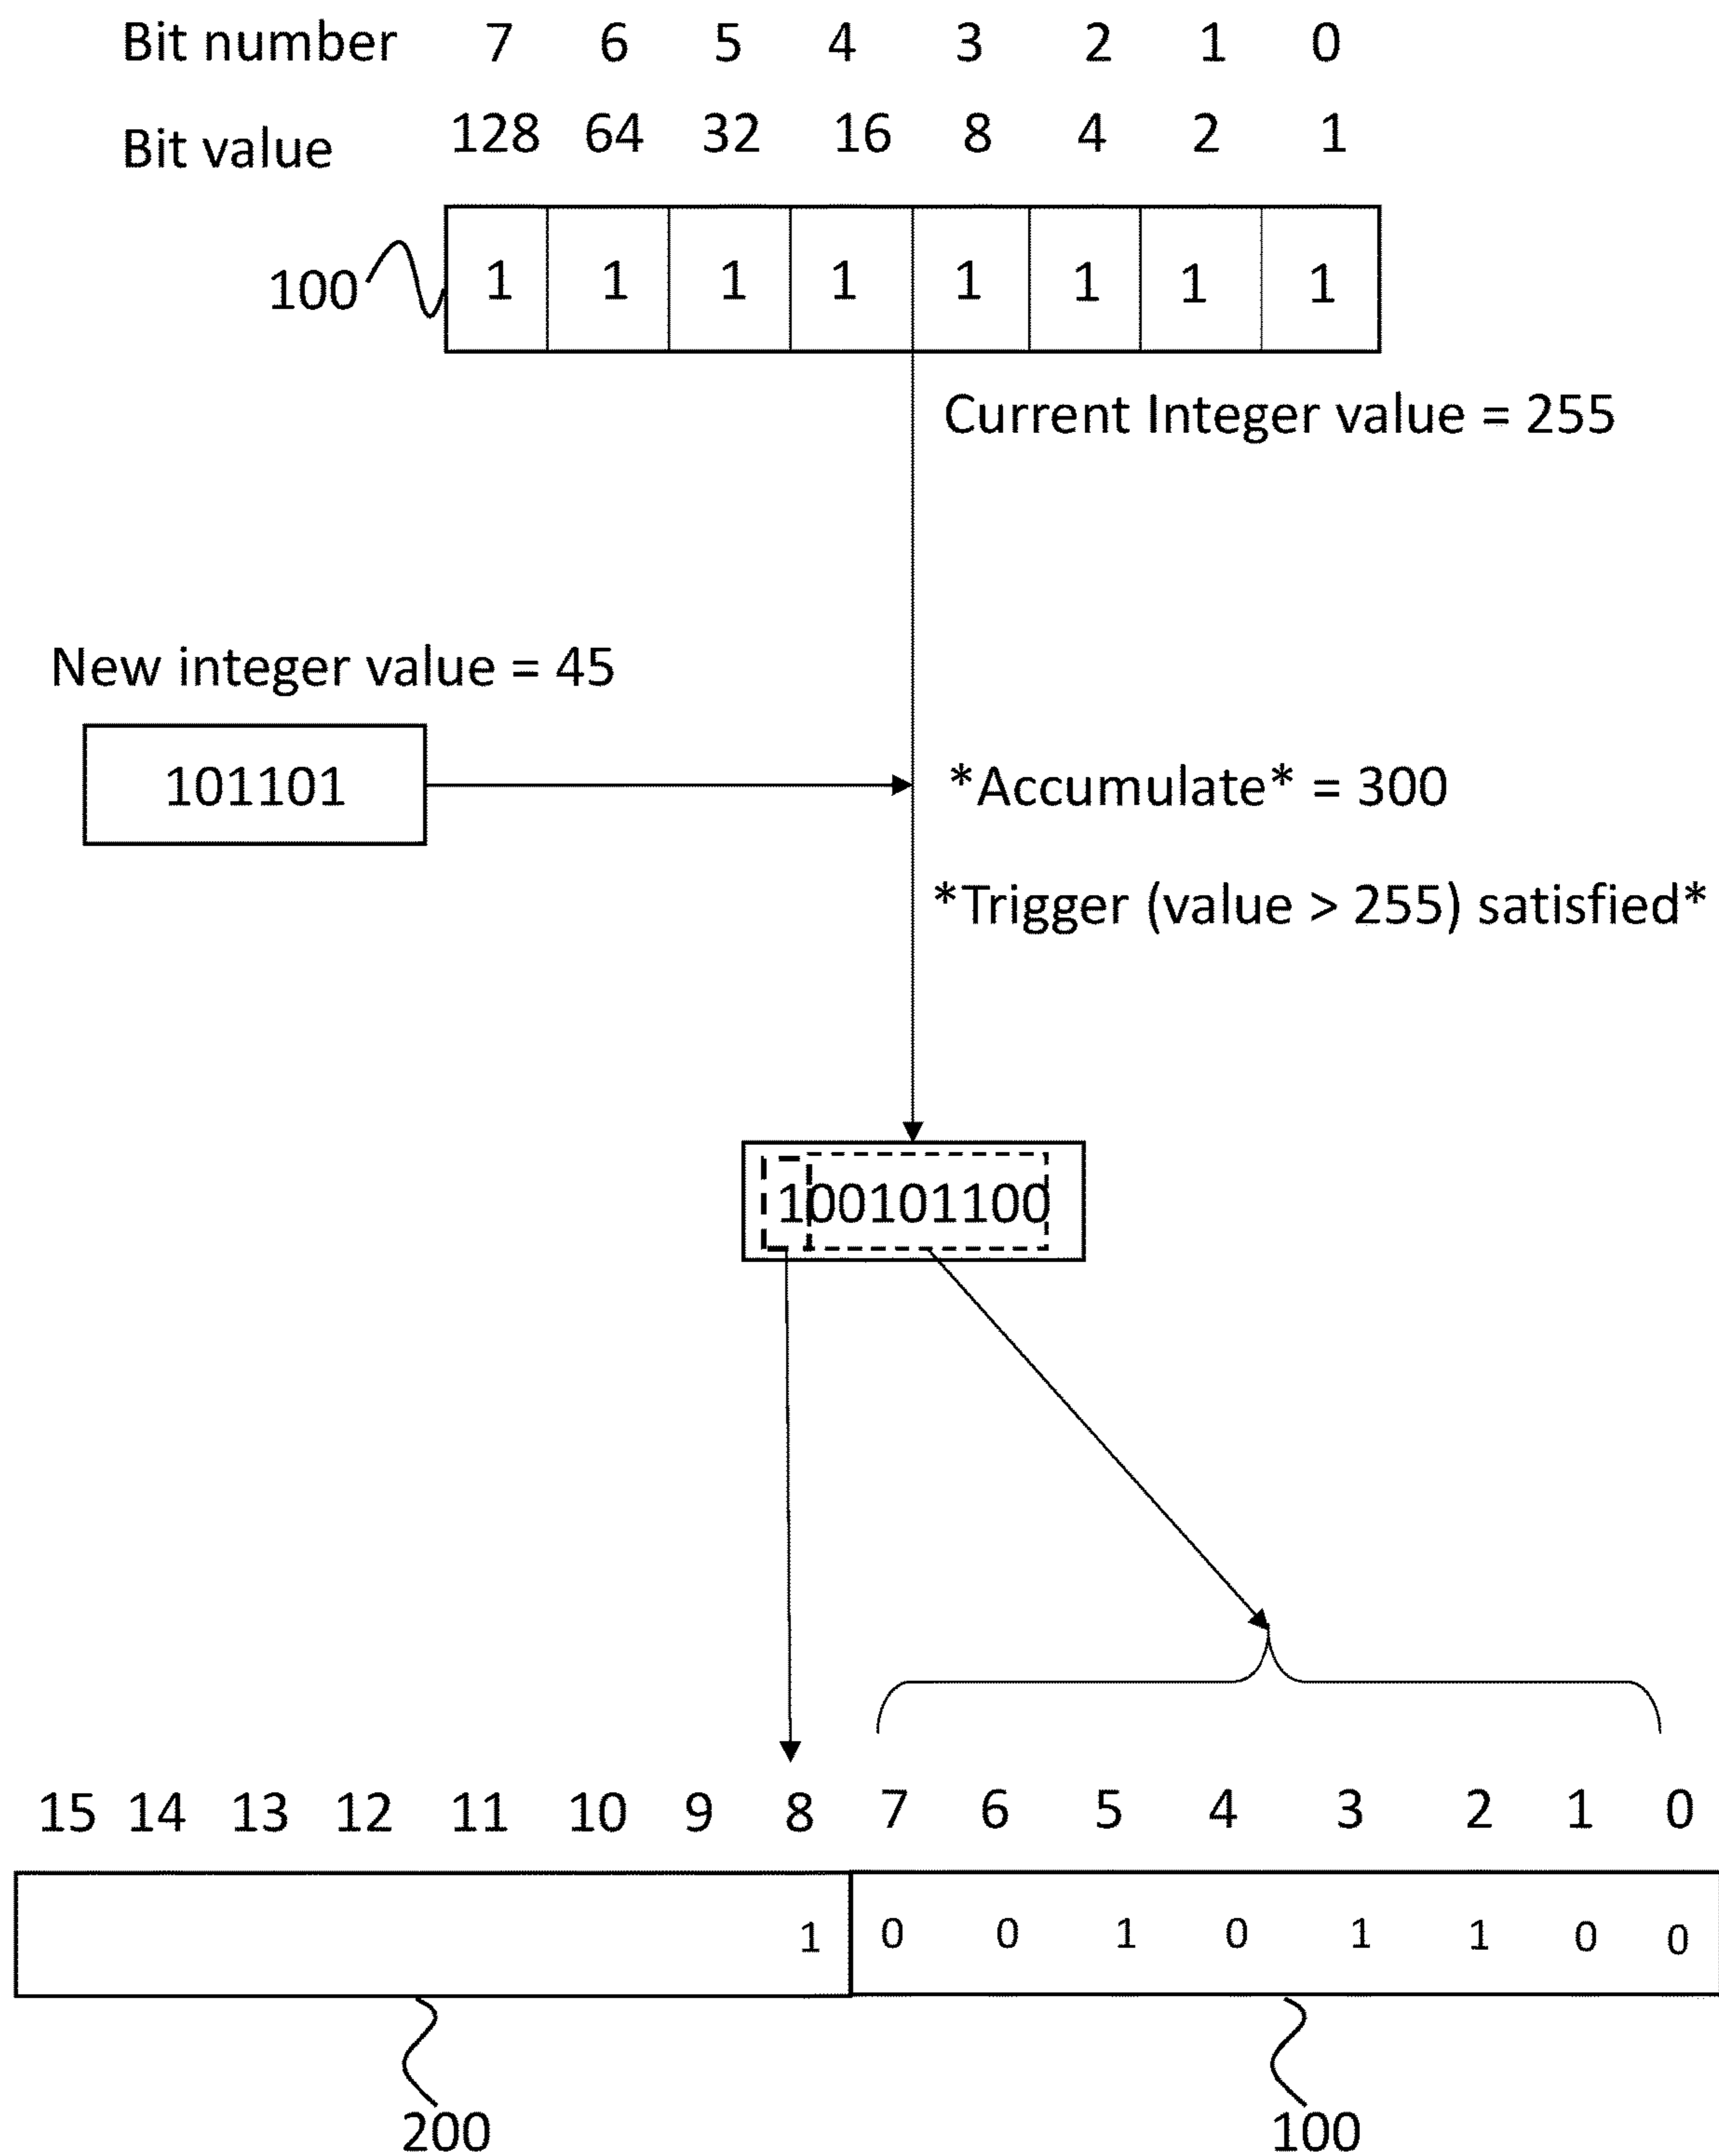 Bit number 7 6 5 4 3 2 1 0
Bit value 128 64 32 16 8 4 2 1
100 1 1 1 1 1 1 1 1
Current Integer value = 255
New integer value = 45
101101 *Accumulate* = 300
*Trigger (value > 255) satisfied*
100101100
15 14 13 12 11 10 9 8 7 6 5 4 3 2 1 0
1 0 0 1 0 1 1 0 0
200 100